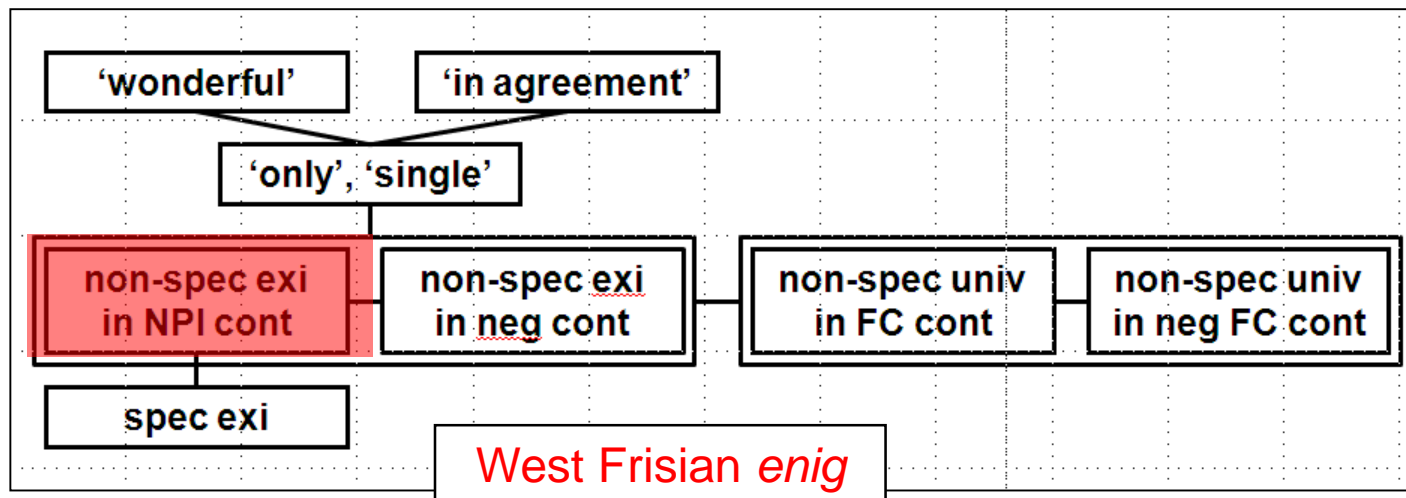 ‘wonderful’
‘in agreement’
‘only’, ‘single’
non-spec exi
in NPI cont
non-spec exi
in neg cont
non-spec univ
in FC cont
non-spec univ
in neg FC cont
spec exi
West Frisian enig